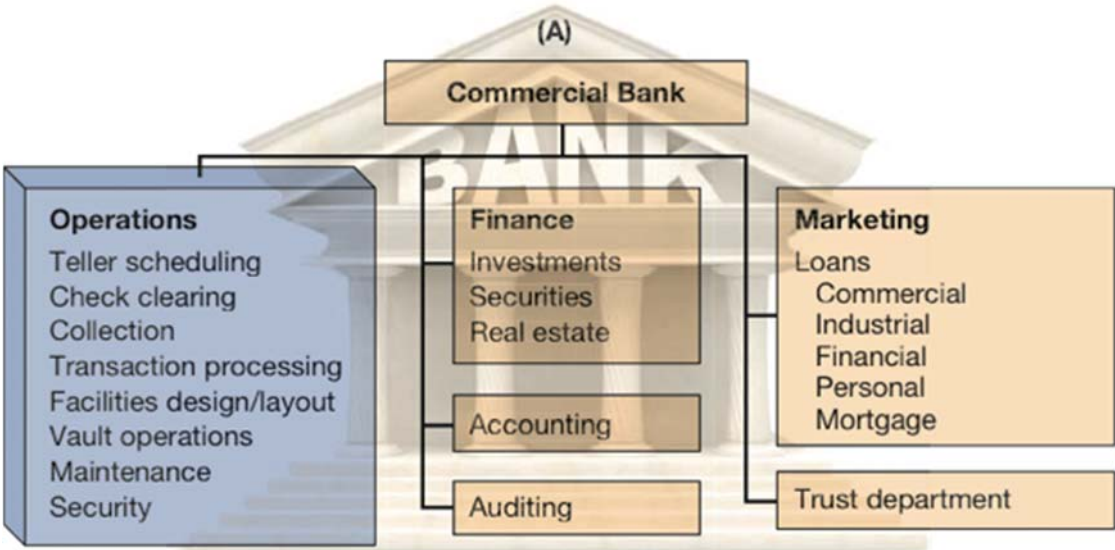 (A)
Commercial Bank
BANK
Operations
Teller scheduling
Check clearing
Collection
Transaction processing
Facilities design/layout
Vault operations
Maintenance
Security
Finance
Investments
Securities
Real estate
Accounting
Auditing
Marketing
Loans
Commercial
Industrial
Financial
Personal
Mortgage
Trust department